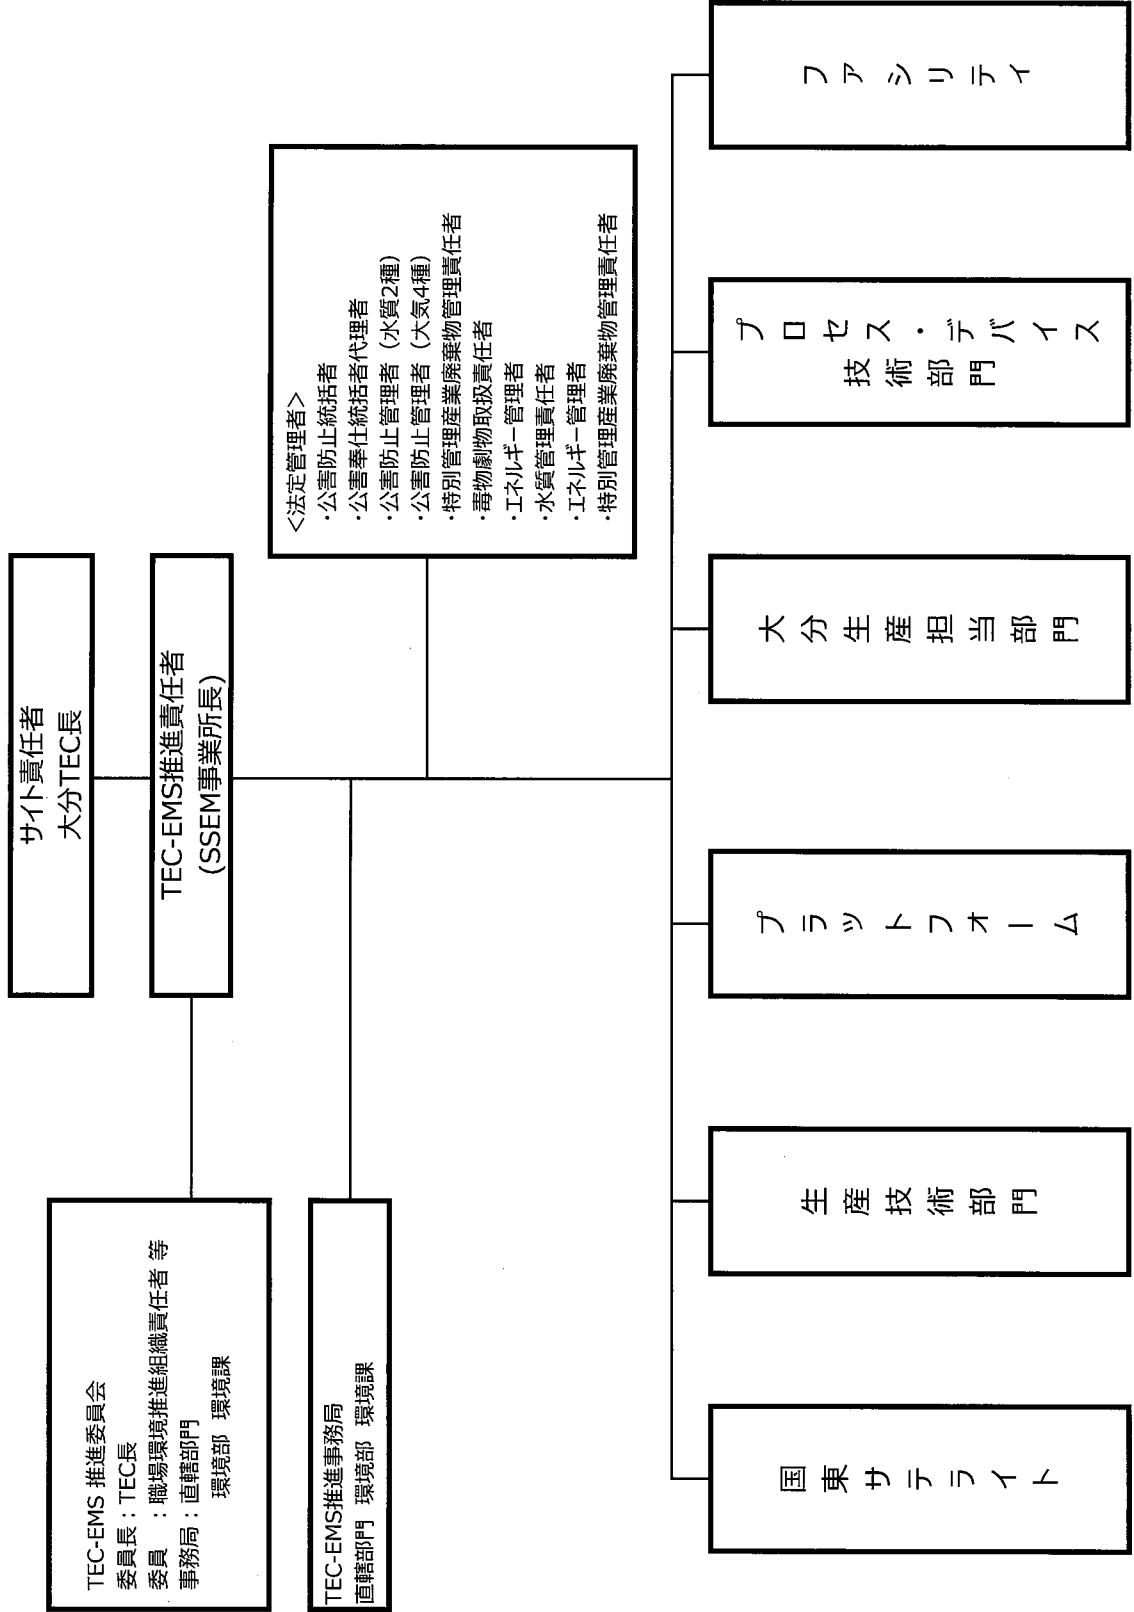 サイト責任者
大分TEC長
TEC-EMS推進責任者
(SSEM事業所長)
TEC-EMS 推進委員会
委員長：TEC長
委員　：職場環境推進組織責任者 等
事務局：直轄部門
環境部 環境課
TEC-EMS推進事務局
直轄部門 環境部 環境課
＜法定管理者＞
・公害防止統括者
・公害奉仕統括者代理者
・公害防止管理者（水質2種）
・公害防止管理者（大気4種）
・特別管理産業廃棄物管理責任者
・毒物劇物取扱責任者
・エネルギー管理者
・水質管理責任者
・エネルギー管理者
・特別管理産業廃棄物管理責任者
国東サテライト
生産技術部門
プラットフォーム
大分生産担当部門
プロセス・デバイス
技術部門
ファシリティ